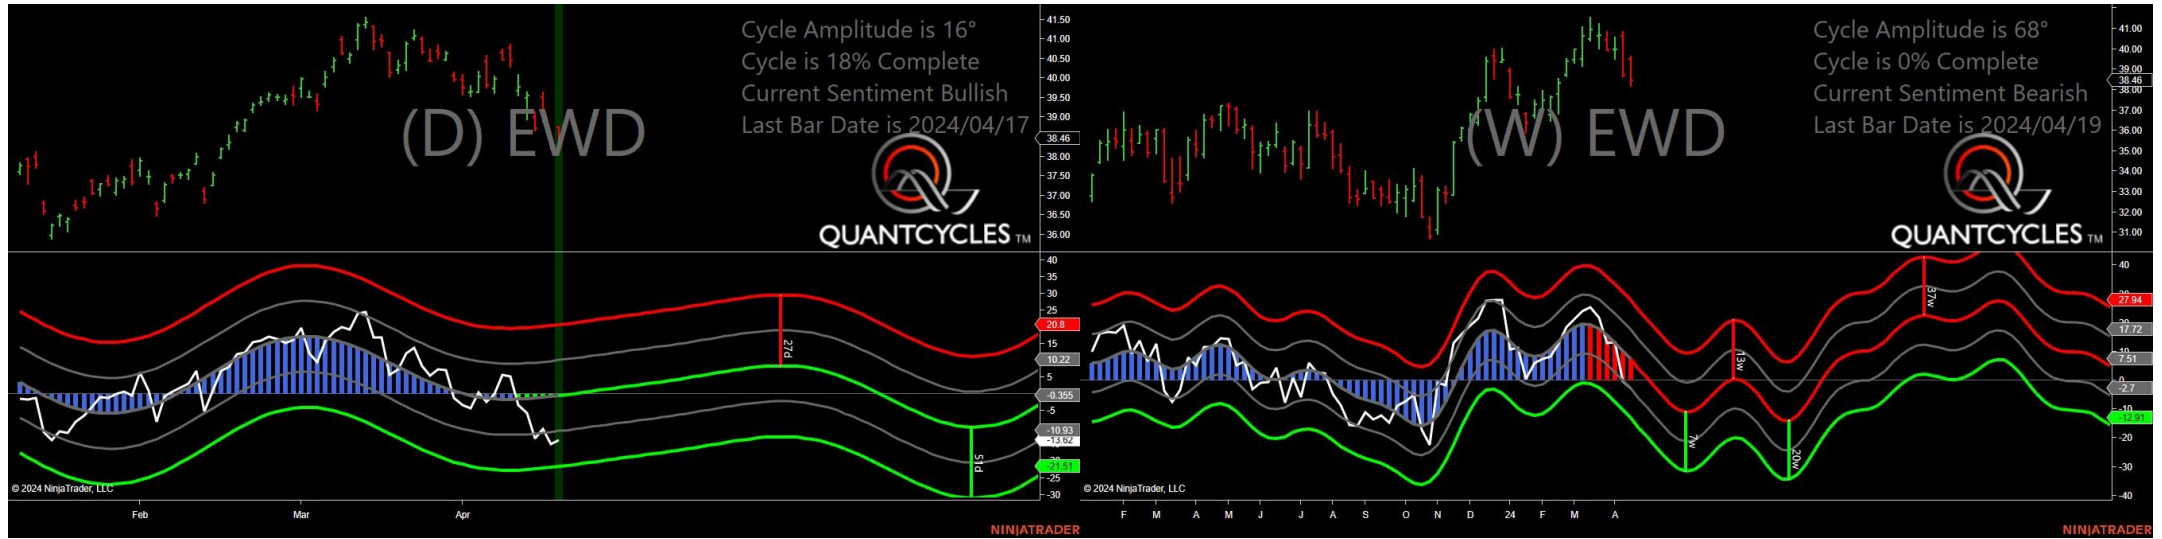 Cycle Amplitude is 16°
Cycle is 18% Complete
Current Sentiment Bullish
Last Bar Date is 2024/04/17
(D) EWD
QUANTCYCLES TM
41.50
41.00
40.50
40.00
39.50
39.00
38.46
38.00
37.50
37.00
36.50
36.00
40
35
30
25
20.8
15
10.22
5
-0.355
-5
-10.93
-13.62
-21.51
-25
-30
27d
51d
© 2024 NinjaTrader, LLC
Feb
Mar
Apr
NINJATRADER
Cycle Amplitude is 68°
Cycle is 0% Complete
Current Sentiment Bearish
Last Bar Date is 2024/04/19
(W) EWD
QUANTCYCLES TM
41.00
40.00
39.00
38.46
38.00
37.00
36.00
35.00
34.00
33.00
32.00
31.00
40
27.94
17.72
7.51
0
-2.7
-12.91
-20
-30
-40
7w
13w
20w
37w
© 2024 NinjaTrader, LLC
F M A M J J A S O N D 24 F M A
NINJATRADER